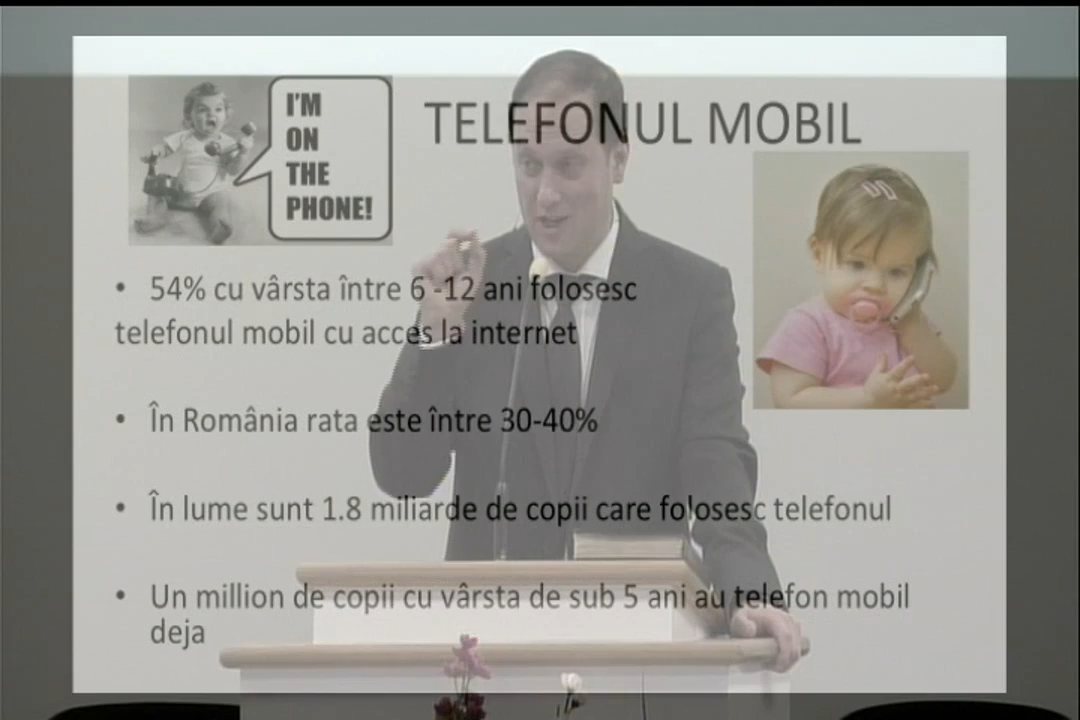 I'M
ON
THE
PHONE!
TELEFONUL MOBIL
• 54% cu vârsta între 6 -12 ani folosesc
telefonul mobil cu acces la internet
• În România rata este între 30-40%
• În lume sunt 1.8 miliarde de copii care folosesc telefonul
• Un million de copii cu vârsta de sub 5 ani au telefon mobil
deja